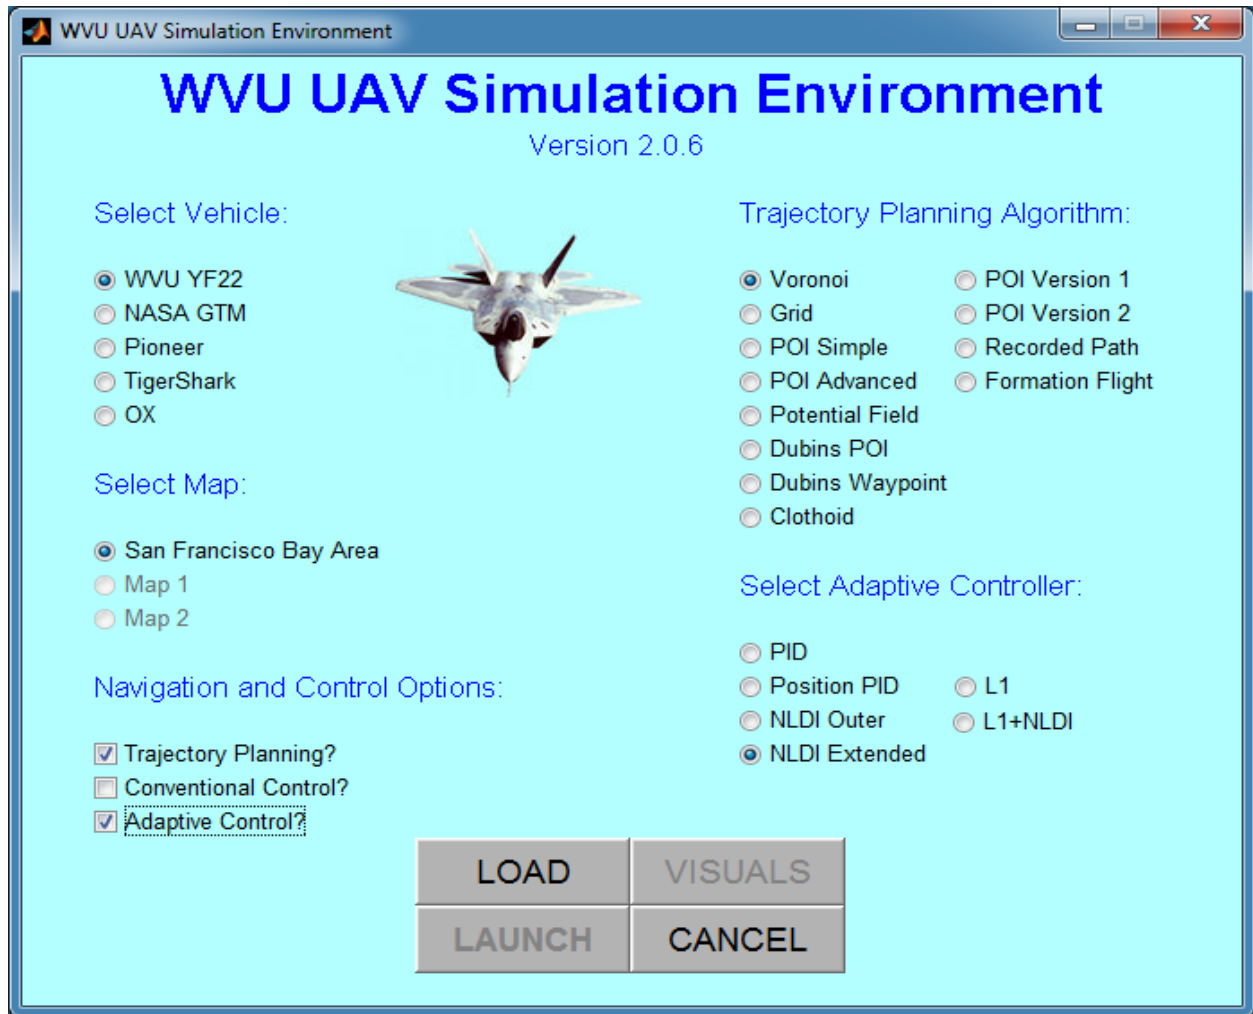 WVU UAV Simulation Environment
WVU UAV Simulation Environment
Version 2.0.6
Select Vehicle:
WVU YF22
NASA GTM
Pioneer
TigerShark
OX
Select Map:
San Francisco Bay Area
Map 1
Map 2
Navigation and Control Options:
Trajectory Planning?
Conventional Control?
Adaptive Control?
Trajectory Planning Algorithm:
Voronoi
Grid
POI Simple
POI Advanced
Potential Field
Dubins POI
Dubins Waypoint
Clothoid
POI Version 1
POI Version 2
Recorded Path
Formation Flight
Select Adaptive Controller:
PID
Position PID
NLDI Outer
NLDI Extended
L1
L1+NLDI
LOAD
VISUALS
LAUNCH
CANCEL